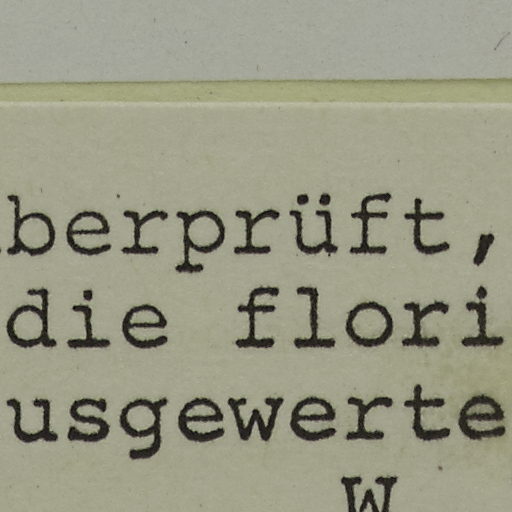 berprüft,
die flori
usgewerte
W